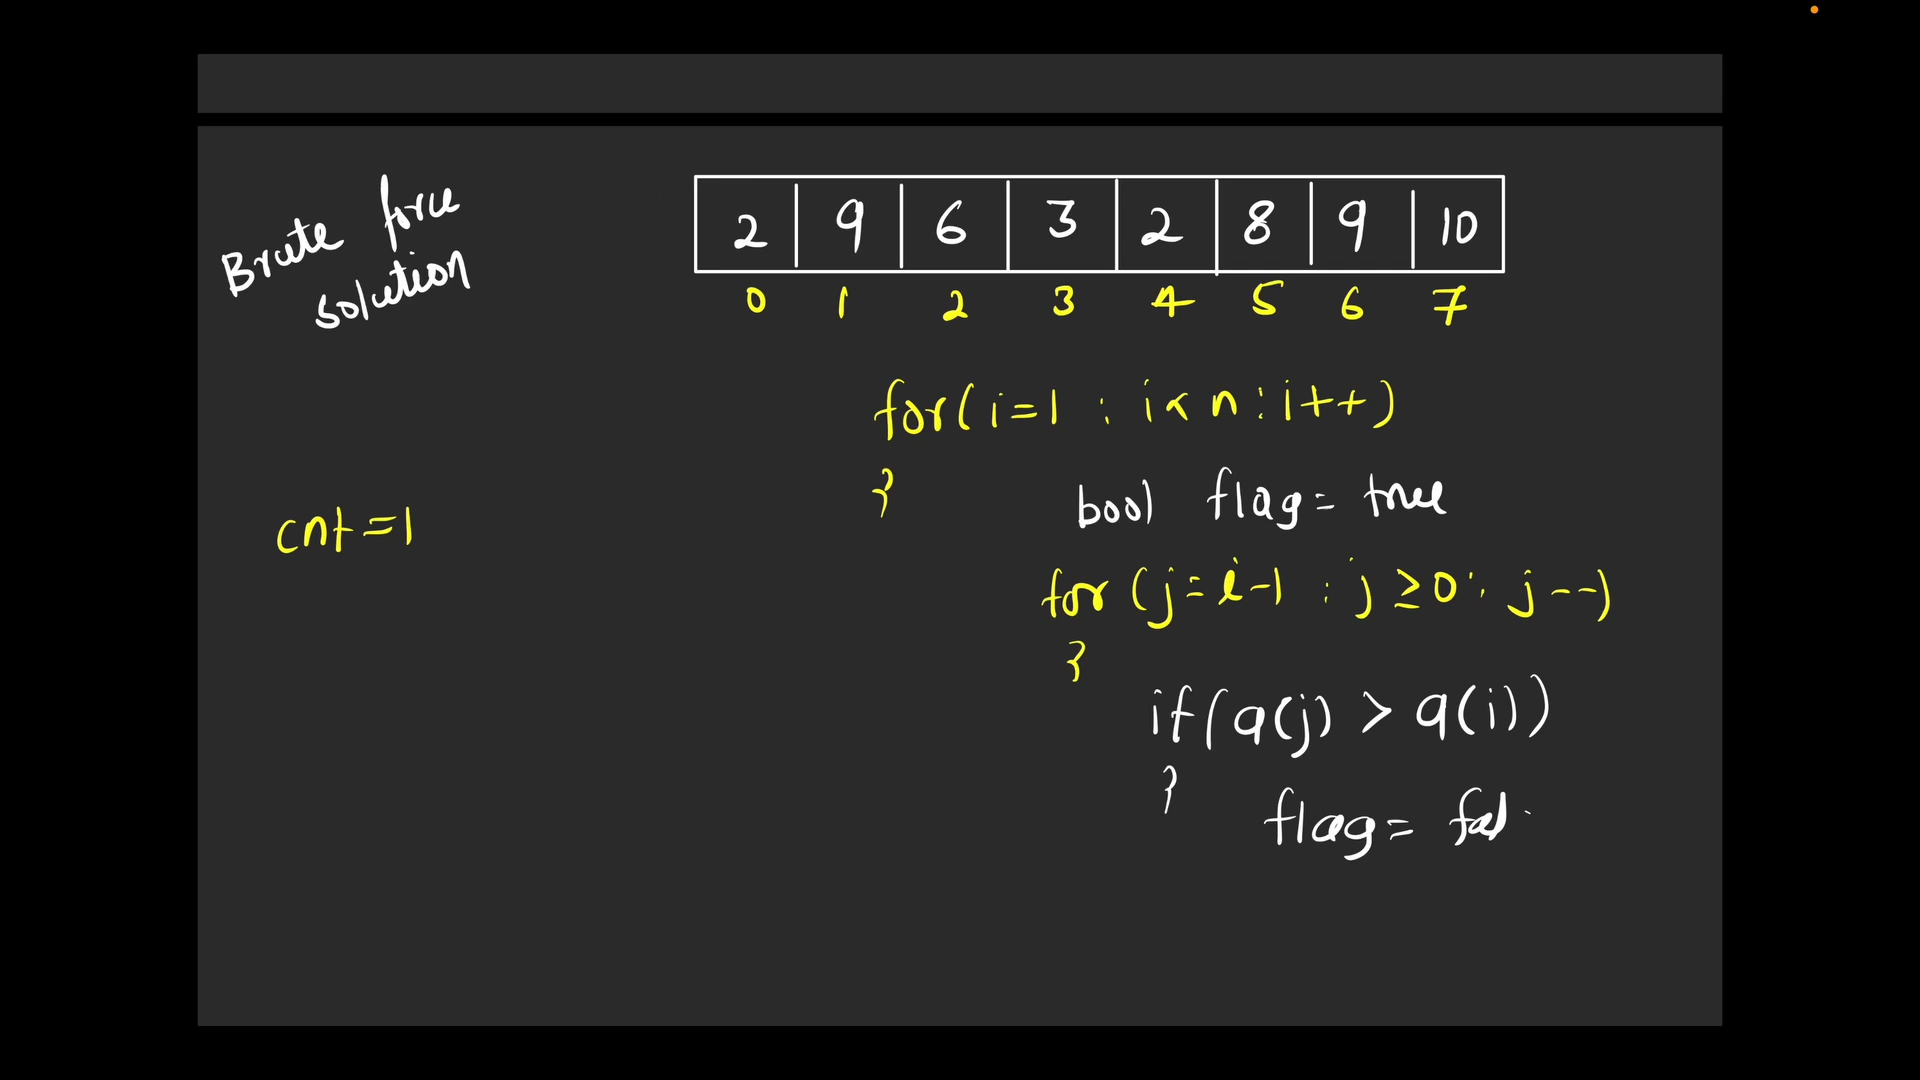 Brute force
solution
2 9 6 3 2 8 9 10
0 1 2 3 4 5 6 7
for(i=1 ; i< n; i++)
{
bool flag = true
cnt = 1
for (j=i-1 ; j ≥ 0; j--)
{
if(a(j) > a(i))
{
flag =